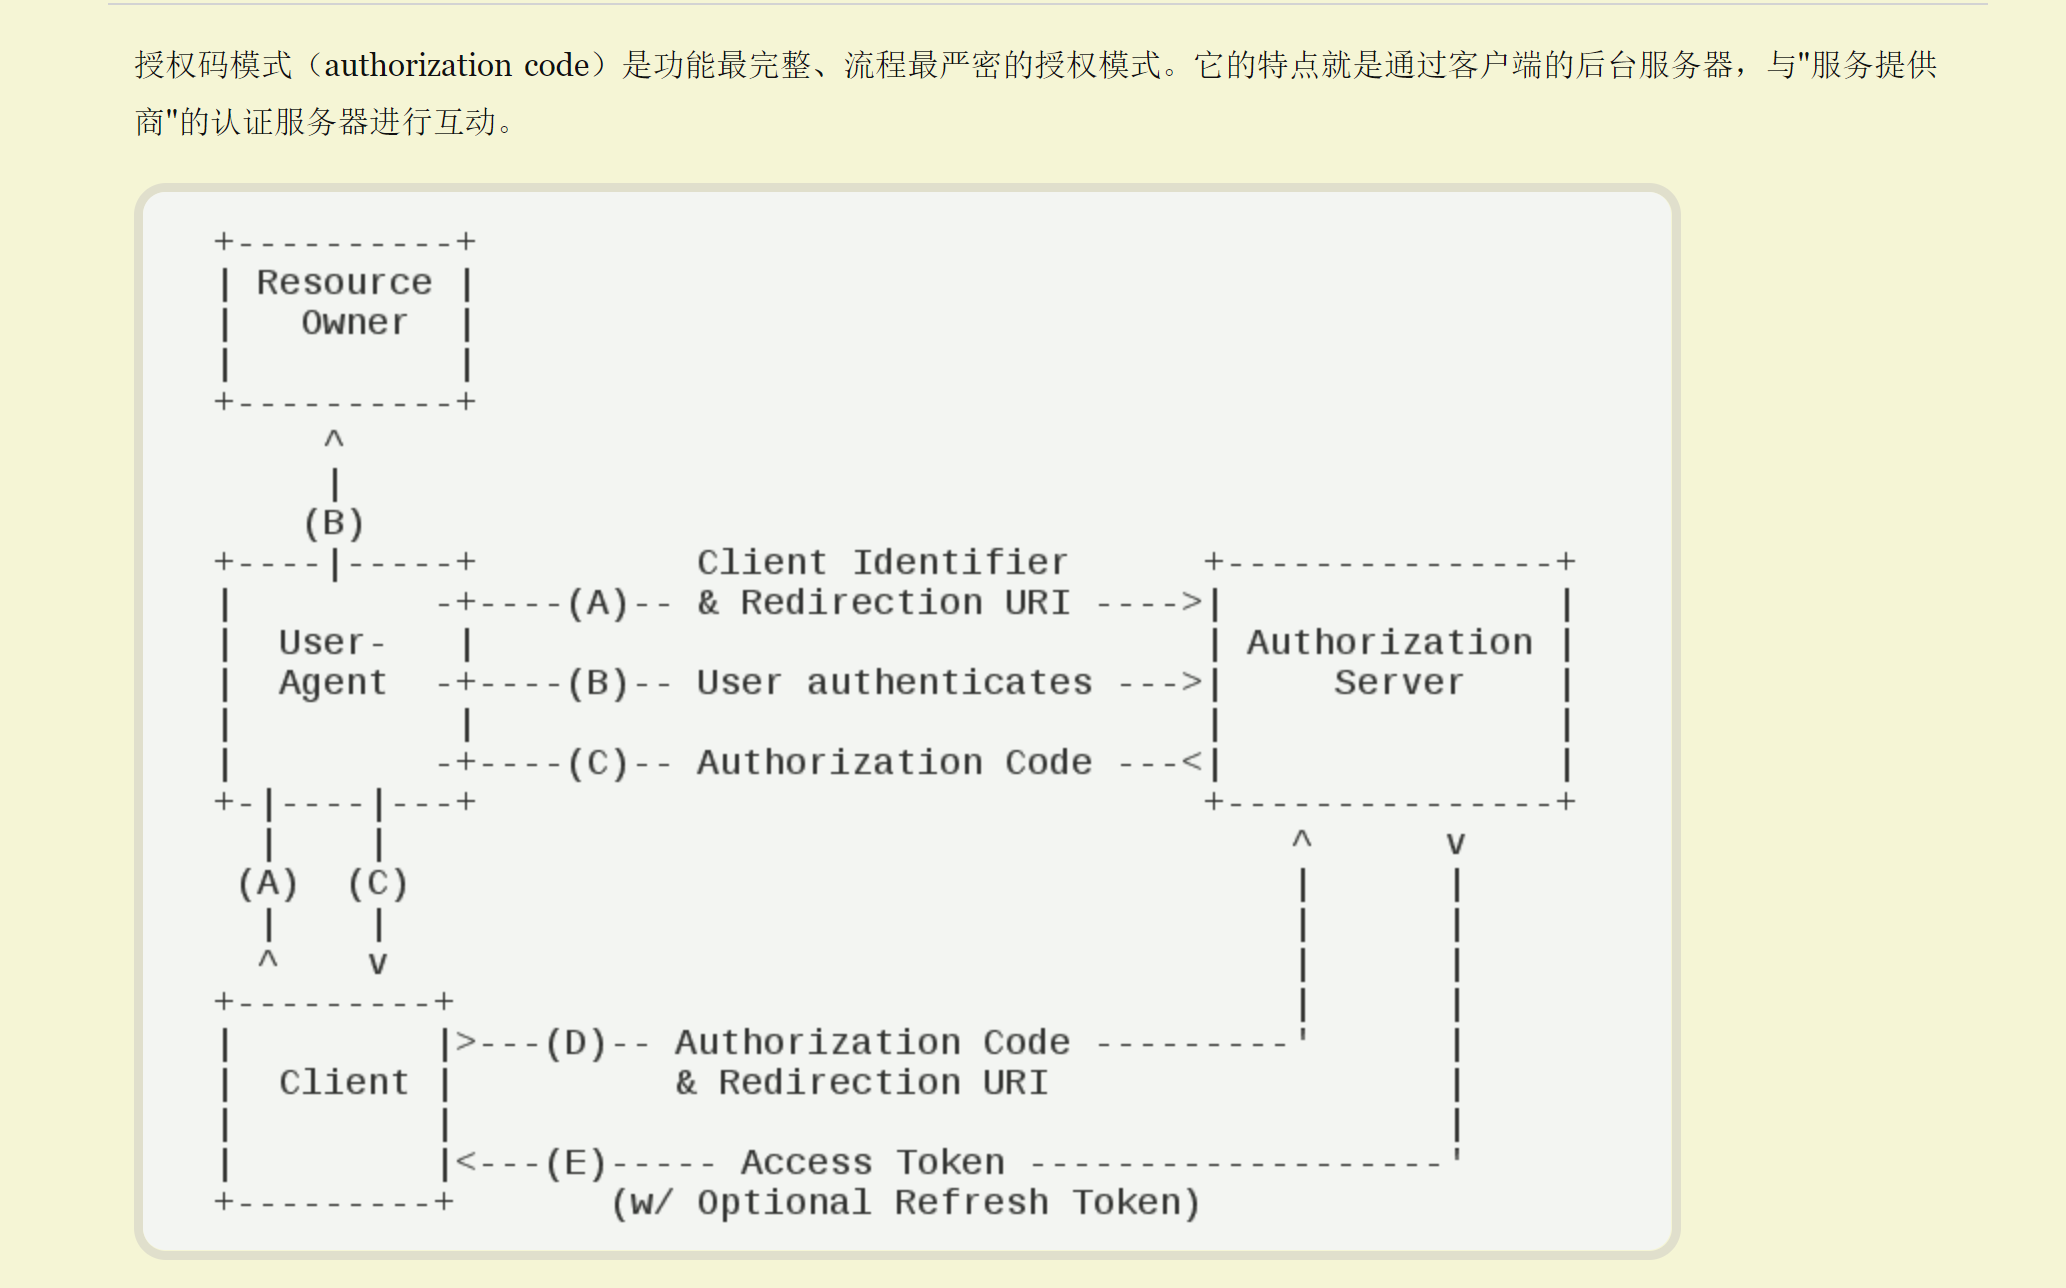 授权码模式（authorization code）是功能最完整、流程最严密的授权模式。它的特点就是通过客户端的后台服务器，与"服务提供
商"的认证服务器进行互动。
+----------+
| Resource |
|   Owner  |
|          |
+----------+
     ^
     |
    (B)
+----|-----+          Client Identifier      +---------------+
|         -+----(A)-- & Redirection URI ---->|               |
|  User-   |                                 | Authorization |
|  Agent  -+----(B)-- User authenticates --->|     Server    |
|          |                                 |               |
|         -+----(C)-- Authorization Code ---<|               |
+-|----|---+                                 +---------------+
  |    |                                         ^      v
 (A)  (C)                                        |      |
  |    |                                         |      |
  ^    v                                         |      |
+---------+                                      |      |
|         |>---(D)-- Authorization Code ---------'      |
|  Client |          & Redirection URI                  |
|         |                                             |
|         |<---(E)----- Access Token -------------------'
+---------+       (w/ Optional Refresh Token)